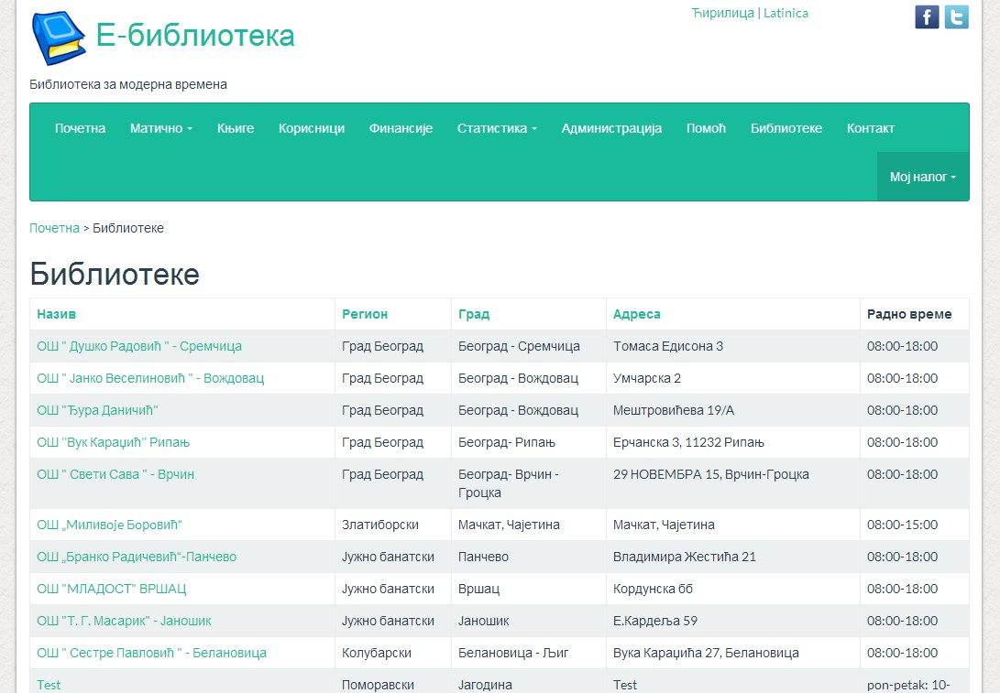 Ћирилица | Latinica
Е-библиотека
Библиотека за модерна времена
Почетна Матично Књиге Корисници Финансије Статистика Администрација Помоћ Библиотеке Контакт
Мој налог
Почетна > Библиотеке
Библиотеке
Назив Регион Град Адреса Радно време
ОШ " Душко Радовић " - Сремчица Град Београд Београд - Сремчица Томаса Едисона 3 08:00-18:00
ОШ " Јанко Веселиновић " - Вождовац Град Београд Београд - Вождовац Умчарска 2 08:00-18:00
ОШ "Ђура Даничић" Град Београд Београд - Вождовац Мештровићева 19/А 08:00-18:00
ОШ "Вук Караџић" Рипањ Град Београд Београд- Рипањ Ерчанска 3, 11232 Рипањ 08:00-18:00
ОШ " Свети Сава " - Врчин Град Београд Београд- Врчин - 29 НОВЕМБРА 15, Врчин-Гроцка 08:00-18:00
Гроцка
ОШ „Миливоје Боровић“ Златиборски Мачкат, Чајетина Мачкат, Чајетина 08:00-15:00
ОШ „Бранко Радичевић“-Панчево Јужно банатски Панчево Владимира Жестића 21 08:00-18:00
ОШ "МЛАДОСТ" ВРШАЦ Јужно банатски Вршац Кордунска бб 08:00-18:00
ОШ "Т. Г. Масарик" - Јаношик Јужно банатски Јаношик Е.Кардеља 59 08:00-18:00
ОШ " Сестре Павловић " - Белановица Колубарски Белановица - Љиг Вука Караџића 27, Белановица 08:00-18:00
Test Поморавски Јагодина Test pon-petak: 10-